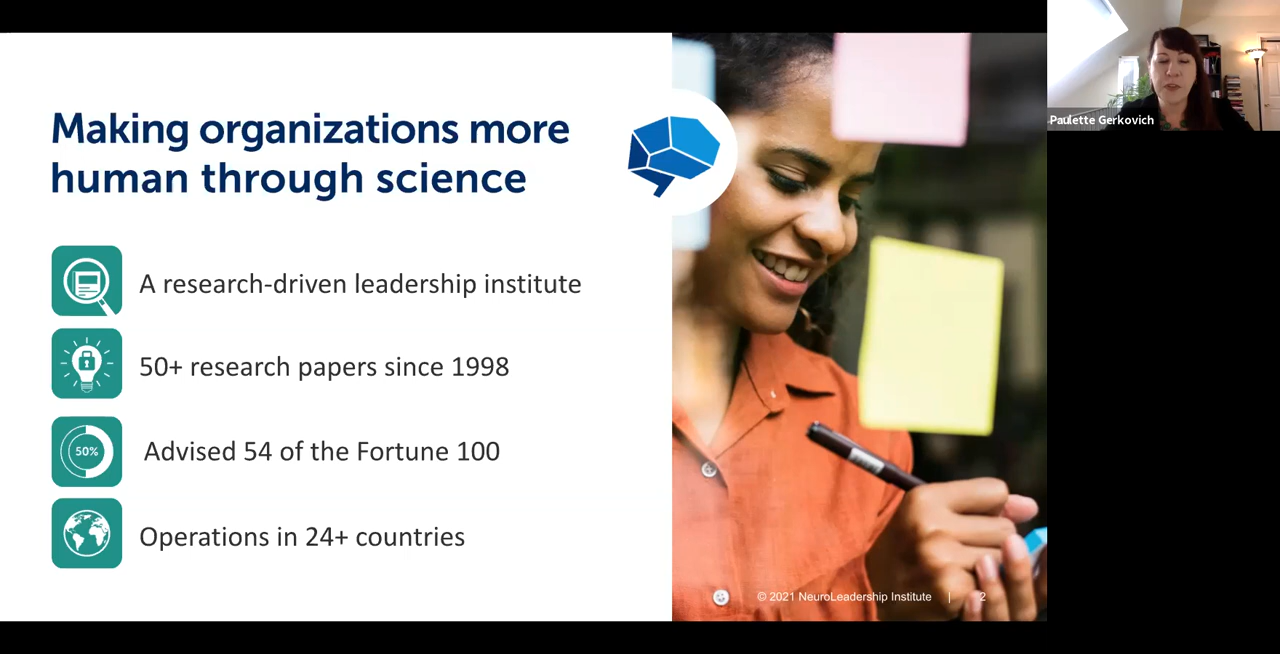 Making organizations more
human through science
A research-driven leadership institute
50+ research papers since 1998
50%
Advised 54 of the Fortune 100
Operations in 24+ countries
© 2021 NeuroLeadership Institute | 2
Paulette Gerkovich